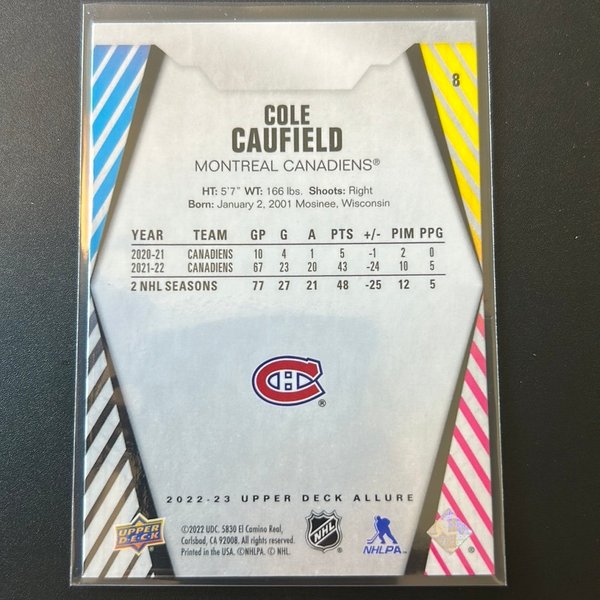 8
COLE
CAUFIELD
MONTREAL CANADIENS®
HT: 5'7" WT: 166 lbs. Shoots: Right
Born: January 2, 2001 Mosinee, Wisconsin
YEAR TEAM GP G A PTS +/- PIM PPG
2020-21 CANADIENS 10 4 1 5 -1 2 0
2021-22 CANADIENS 67 23 20 43 -24 10 5
2 NHL SEASONS 77 27 21 48 -25 12 5
®
2022-23 UPPER DECK ALLURE
©2022 UDC. 5830 El Camino Real,
Carlsbad, CA 92008. All rights reserved.
Printed in the USA. ©NHLPA. © NHL.
UPPER DECK
NHL ®
NHLPA
®